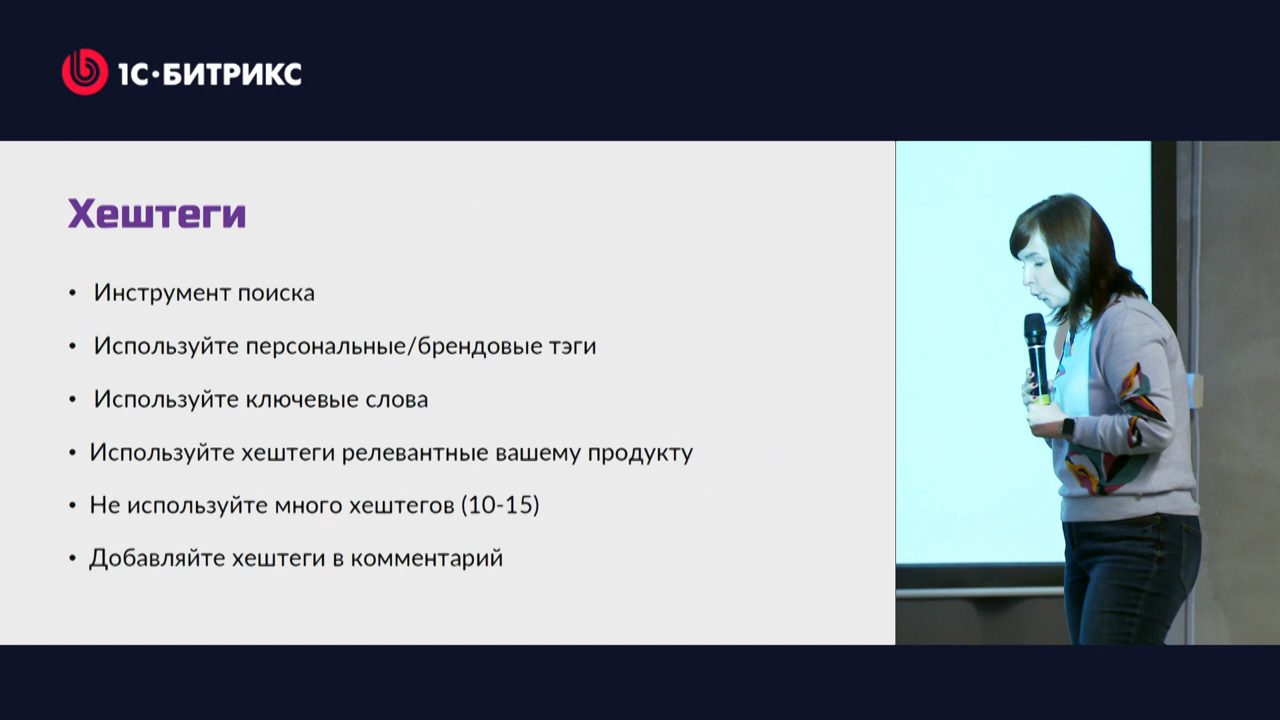 1С·БИТРИКС
Хештеги
• Инструмент поиска
• Используйте персональные/брендовые тэги
• Используйте ключевые слова
• Используйте хештеги релевантные вашему продукту
• Не используйте много хештегов (10-15)
• Добавляйте хештеги в комментарий